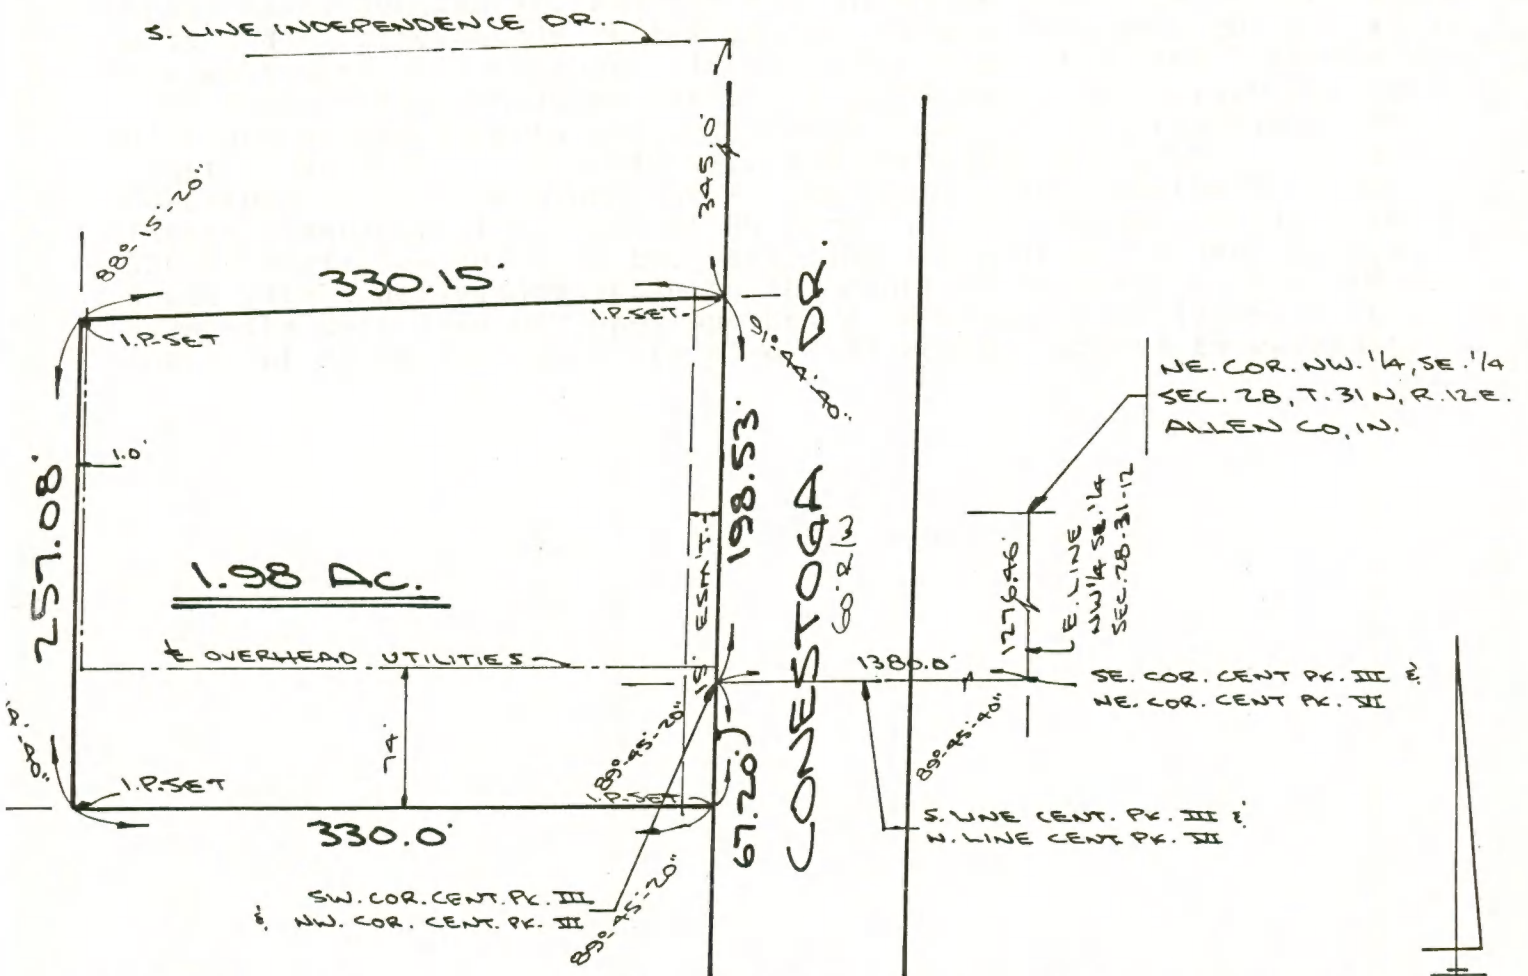 S. LINE INDEPENDENCE DR.
345.0'
88°-15'-20"
330.15'
I.P. SET
I.P. SET
91°-44'-40"
257.08'
1.0'
198.53'
15' ESM'T.
CONESTOGA DR.
60' R/W
1.98 AC.
NE. COR. NW. 1/4, SE. 1/4
SEC. 28, T. 31 N, R. 12 E.
ALLEN CO, IN.
1276.46'
E. LINE
NW 1/4 SE. 1/4
SEC. 28-31-12
℄ OVERHEAD UTILITIES
1380.0'
SE. COR. CENT PK. III &
NE. COR. CENT PK. VI
74'
89°-45'-20"
89°-45'-40"
I.P. SET
I.P. SET
67.20'
330.0'
S. LINE CENT. PK. III &
N. LINE CENT PK. VI
SW. COR. CENT. PK. III
& NW. COR. CENT. PK. VI
89°-45'-20"